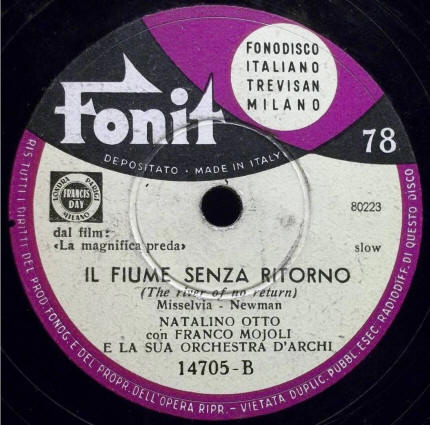 FONODISCO
ITALIANO
TREVISAN
MILANO
Fonit
DEPOSITATO • MADE IN ITALY
78
LONDRA PARIGI
FRANCIS
DAY
MILANO
80223
dal film:
«La magnifica preda»
slow
IL FIUME SENZA RITORNO
(The river of no return)
Misselvia - Newman
NATALINO OTTO
con FRANCO MOJOLI
E LA SUA ORCHESTRA D'ARCHI
14705-B
RIS. TUTTI I DIRITTI DEL PROD. FONOG. E DEL PROPR. DELL'OPERA RIPR. - VIETATA DUPLIC. PUBBL. ESEC. RADIODIFF. DI QUESTO DISCO